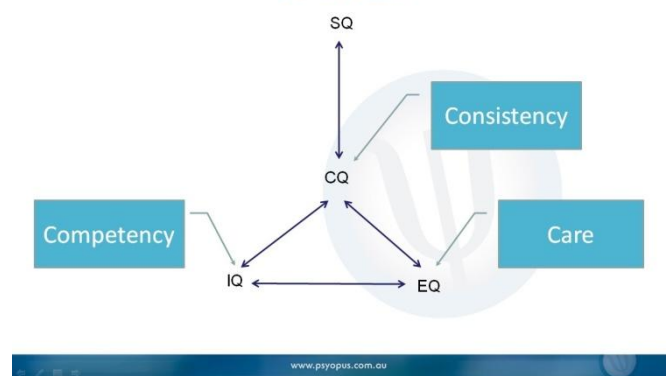 SQ
Consistency
CQ
Competency
Care
IQ
EQ
www.psyopus.com.au